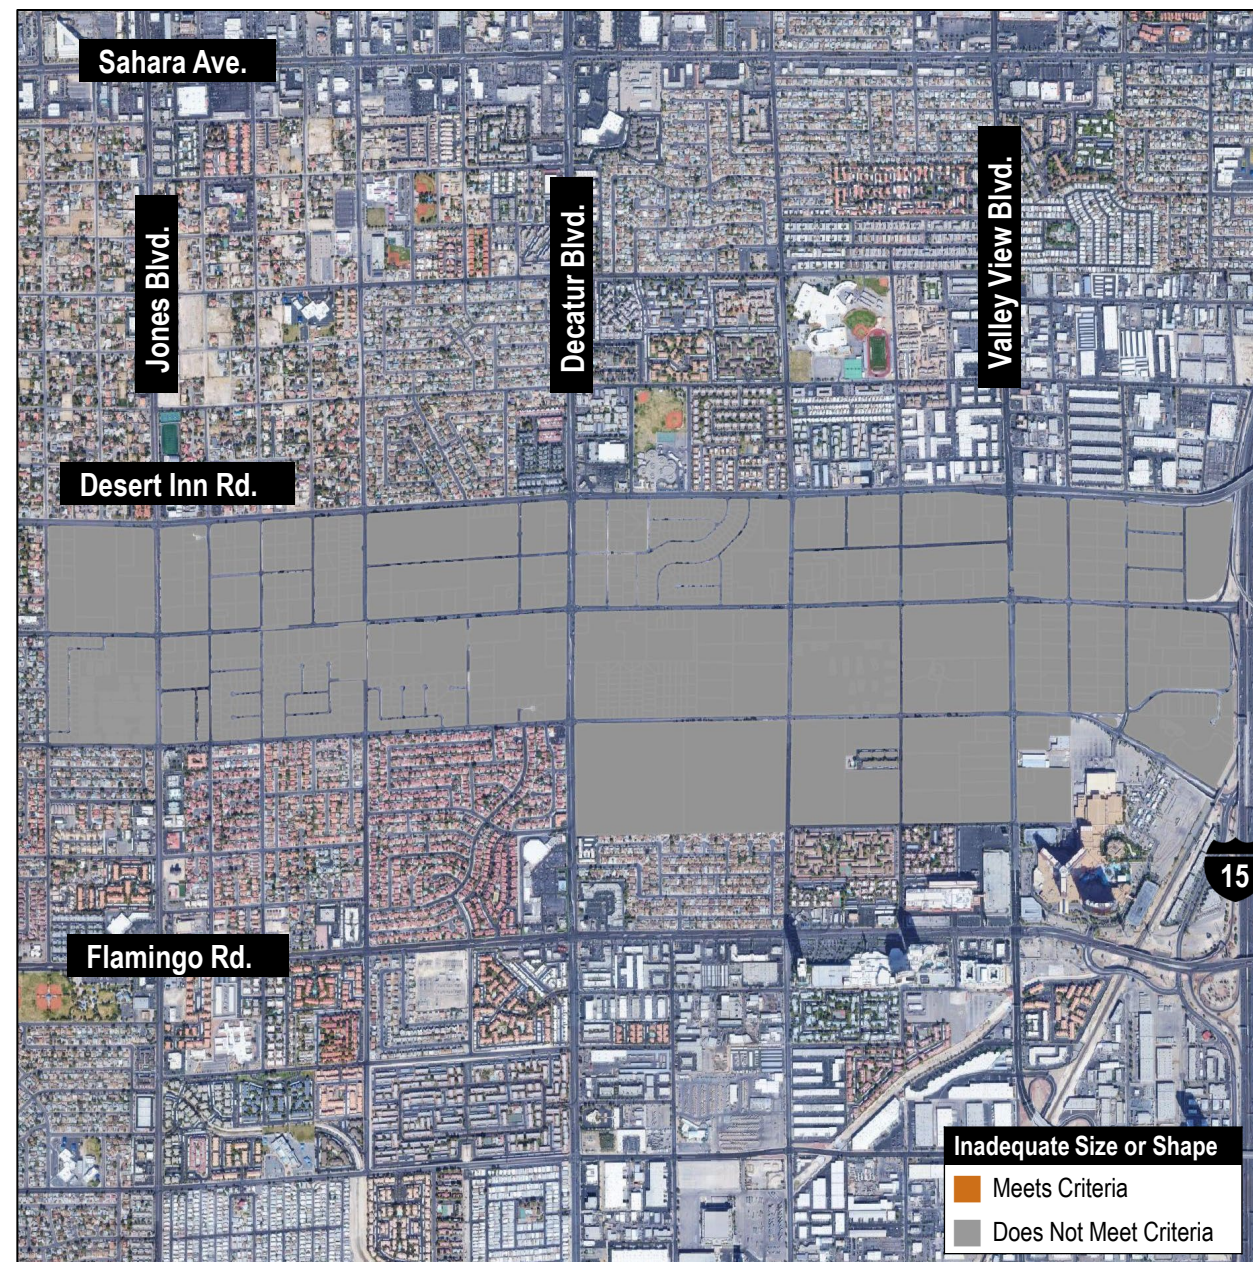 Sahara Ave.
Jones Blvd.
Decatur Blvd.
Valley View Blvd.
Desert Inn Rd.
15
Flamingo Rd.
Inadequate Size or Shape
Meets Criteria
Does Not Meet Criteria